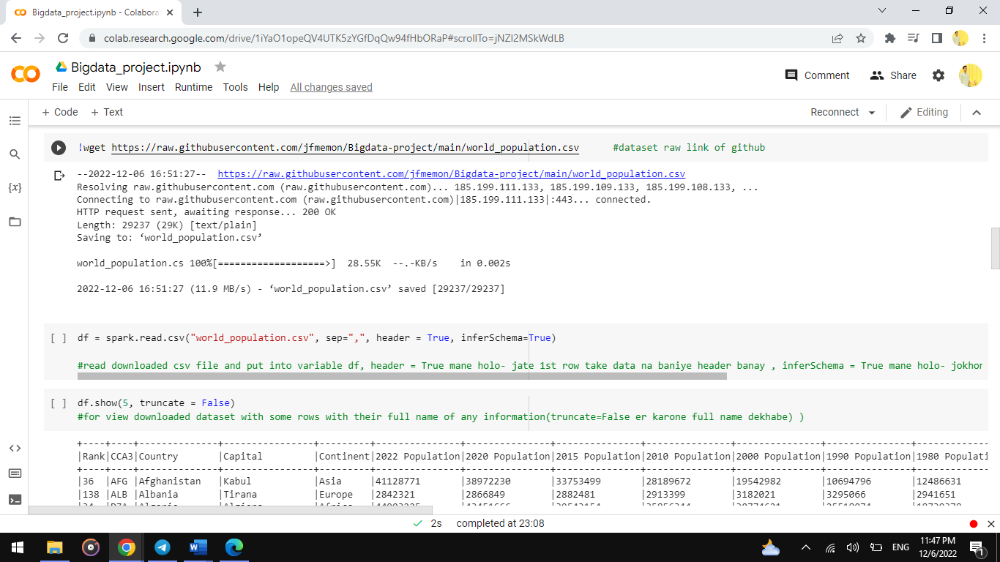 Bigdata_project.ipynb - Colabora
colab.research.google.com/drive/1iYaO1opeQV4UTK5zYGfDqQw94fHbORaP#scrollTo=jNZI2MSkWdLB
Bigdata_project.ipynb
Comment
Share
File Edit View Insert Runtime Tools Help All changes saved
+ Code + Text
Reconnect
Editing
!wget https://raw.githubusercontent.com/jfmemon/Bigdata-project/main/world_population.csv #dataset raw link of github
--2022-12-06 16:51:27-- https://raw.githubusercontent.com/jfmemon/Bigdata-project/main/world_population.csv
Resolving raw.githubusercontent.com (raw.githubusercontent.com)... 185.199.111.133, 185.199.109.133, 185.199.108.133, ...
Connecting to raw.githubusercontent.com (raw.githubusercontent.com)|185.199.111.133|:443... connected.
HTTP request sent, awaiting response... 200 OK
Length: 29237 (29K) [text/plain]
Saving to: ‘world_population.csv’
world_population.cs 100%[===================>] 28.55K --.-KB/s in 0.002s
2022-12-06 16:51:27 (11.9 MB/s) - ‘world_population.csv’ saved [29237/29237]
[ ] df = spark.read.csv("world_population.csv", sep=",", header = True, inferSchema=True)
#read downloaded csv file and put into variable df, header = True mane holo- jate 1st row take data na baniye header banay , inferSchema = True mane holo- jokhon
[ ] df.show(5, truncate = False)
#for view downloaded dataset with some rows with their full name of any information(truncate=False er karone full name dekhabe) )
+----+----+--------------+----------------+---------+---------------+---------------+---------------+---------------+---------------+---------------+-------------
|Rank|CCA3|Country |Capital |Continent|2022 Population|2020 Population|2015 Population|2010 Population|2000 Population|1990 Population|1980 Populati
+----+----+--------------+----------------+---------+---------------+---------------+---------------+---------------+---------------+---------------+-------------
|36 |AFG |Afghanistan |Kabul |Asia |41128771 |38972230 |33753499 |28189672 |19542982 |10694796 |12486631
|138 |ALB |Albania |Tirana |Europe |2842321 |2866849 |2882481 |2913399 |3182021 |3295066 |2941651
2s completed at 23:08
ENG
11:47 PM
12/6/2022
1